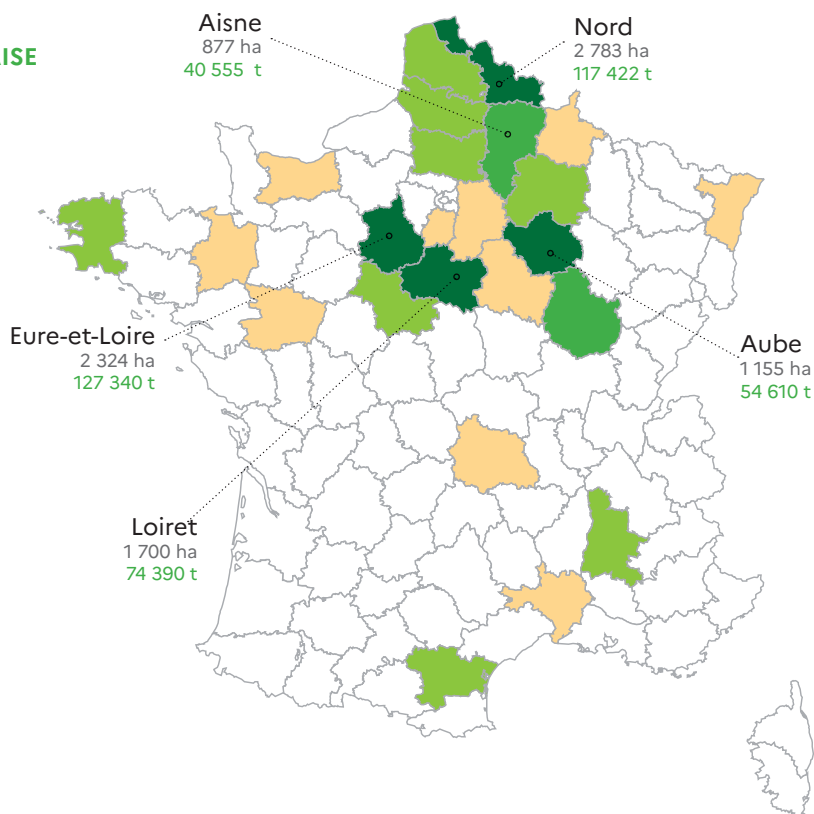 AISE
Aisne
877 ha
40 555 t
Nord
2 783 ha
117 422 t
Eure-et-Loire
2 324 ha
127 340 t
Aube
1 155 ha
54 610 t
Loiret
1 700 ha
74 390 t